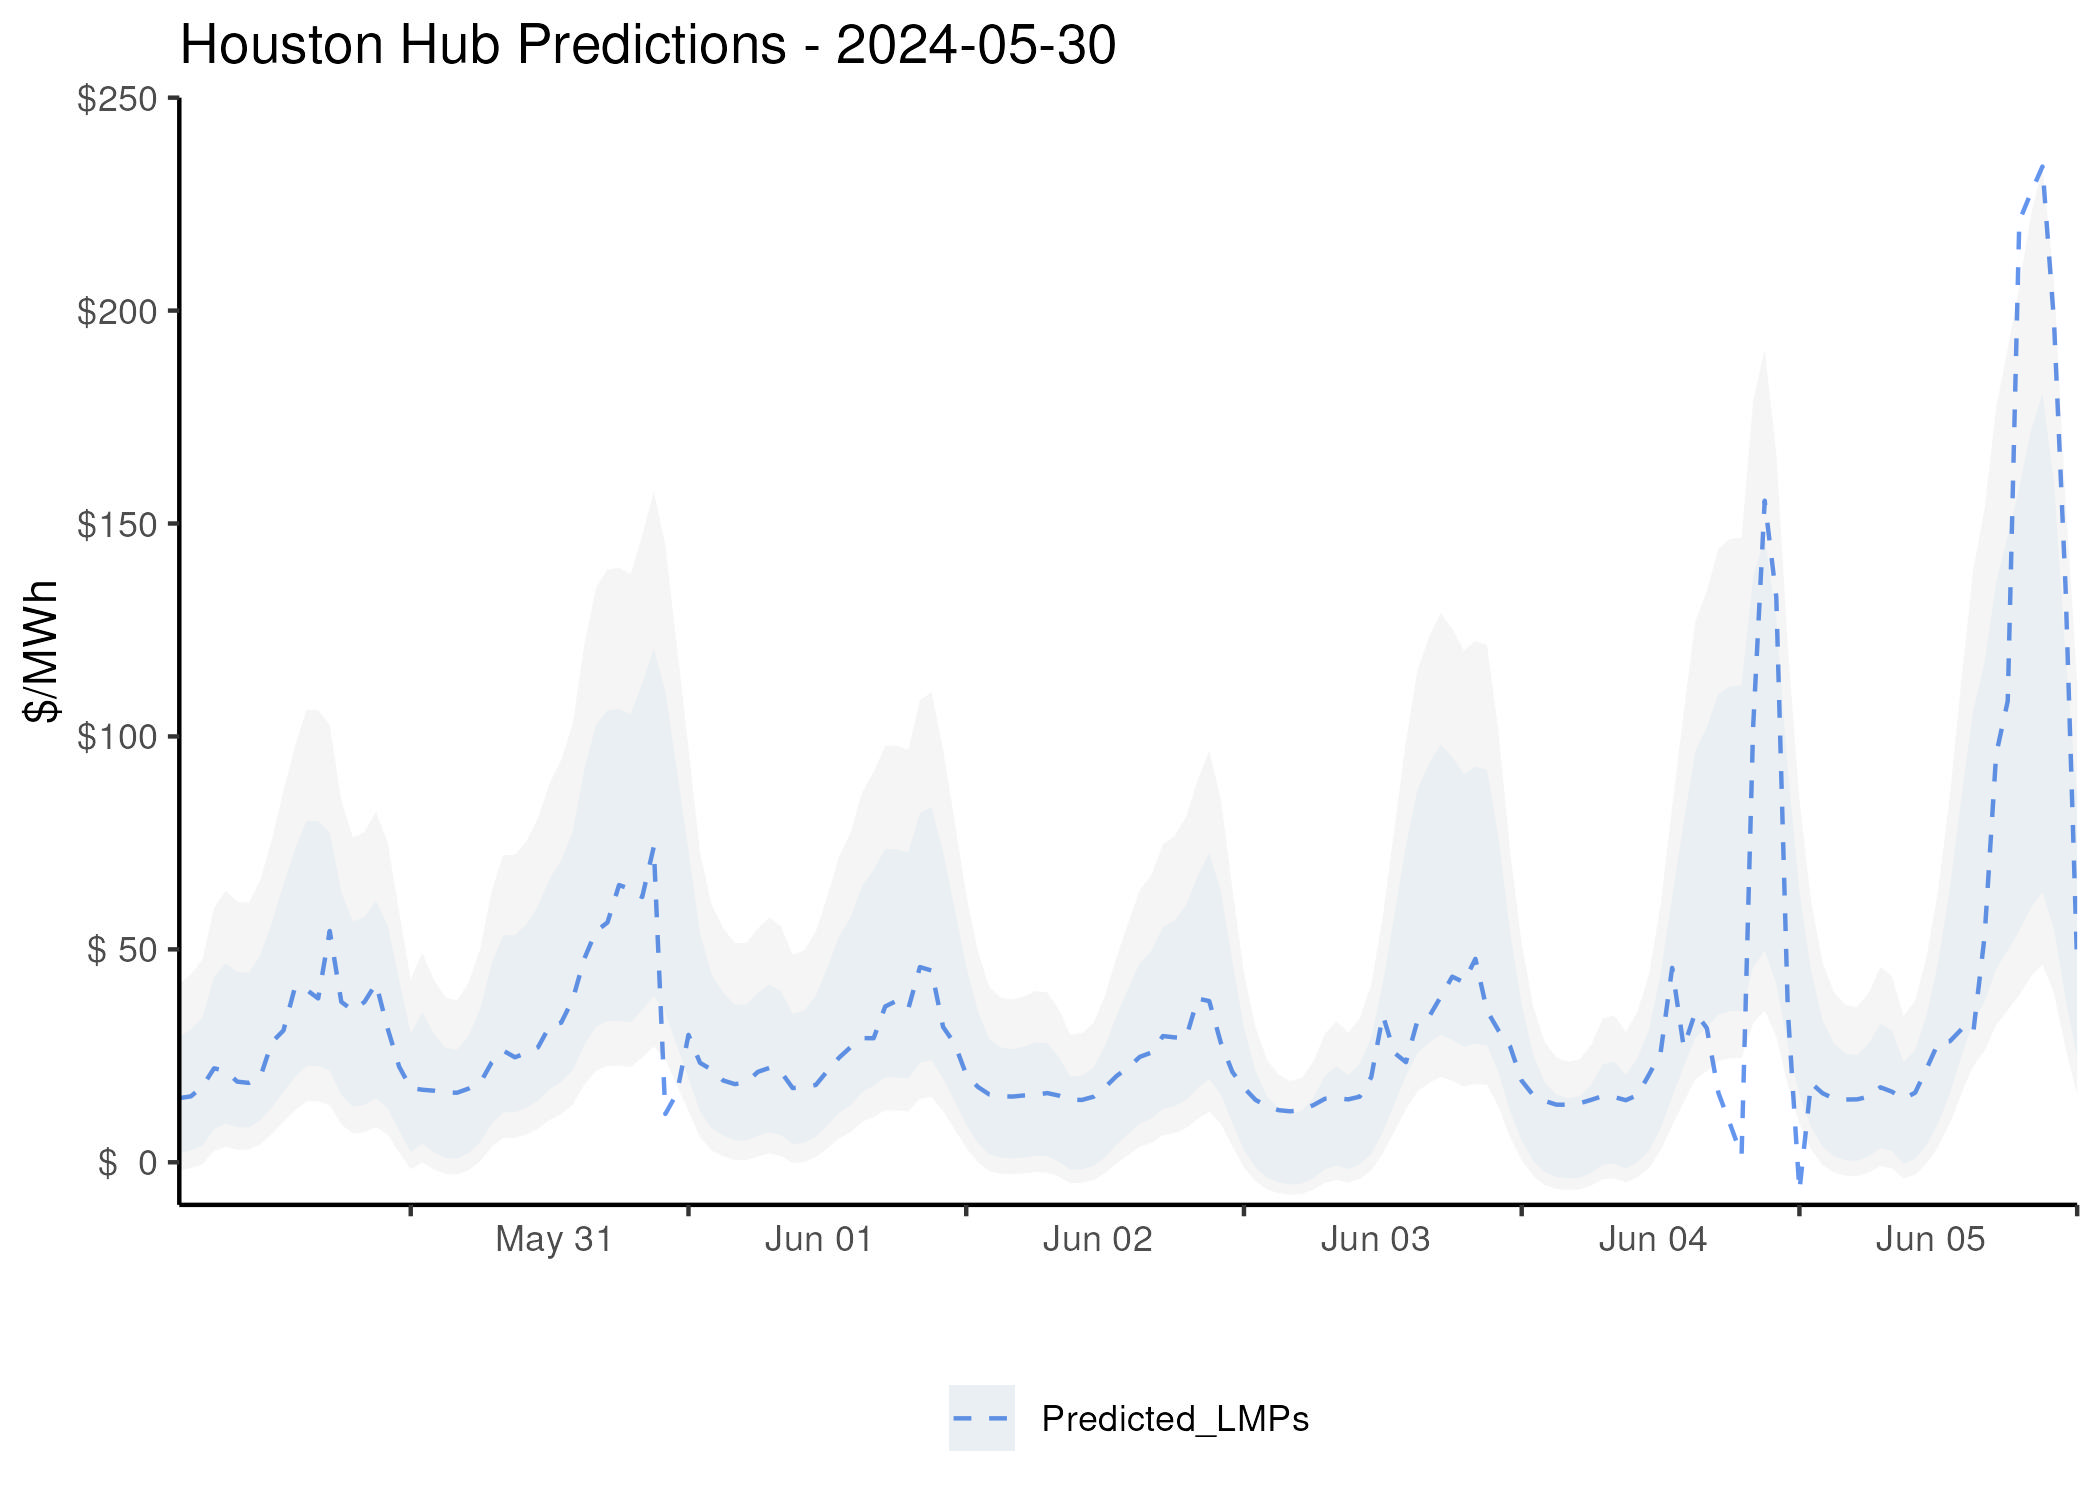 Houston Hub Predictions - 2024-05-30
$250
$200
$150
$100
$ 50
$  0
$/MWh
May 31 Jun 01 Jun 02 Jun 03 Jun 04 Jun 05
Predicted_LMPs